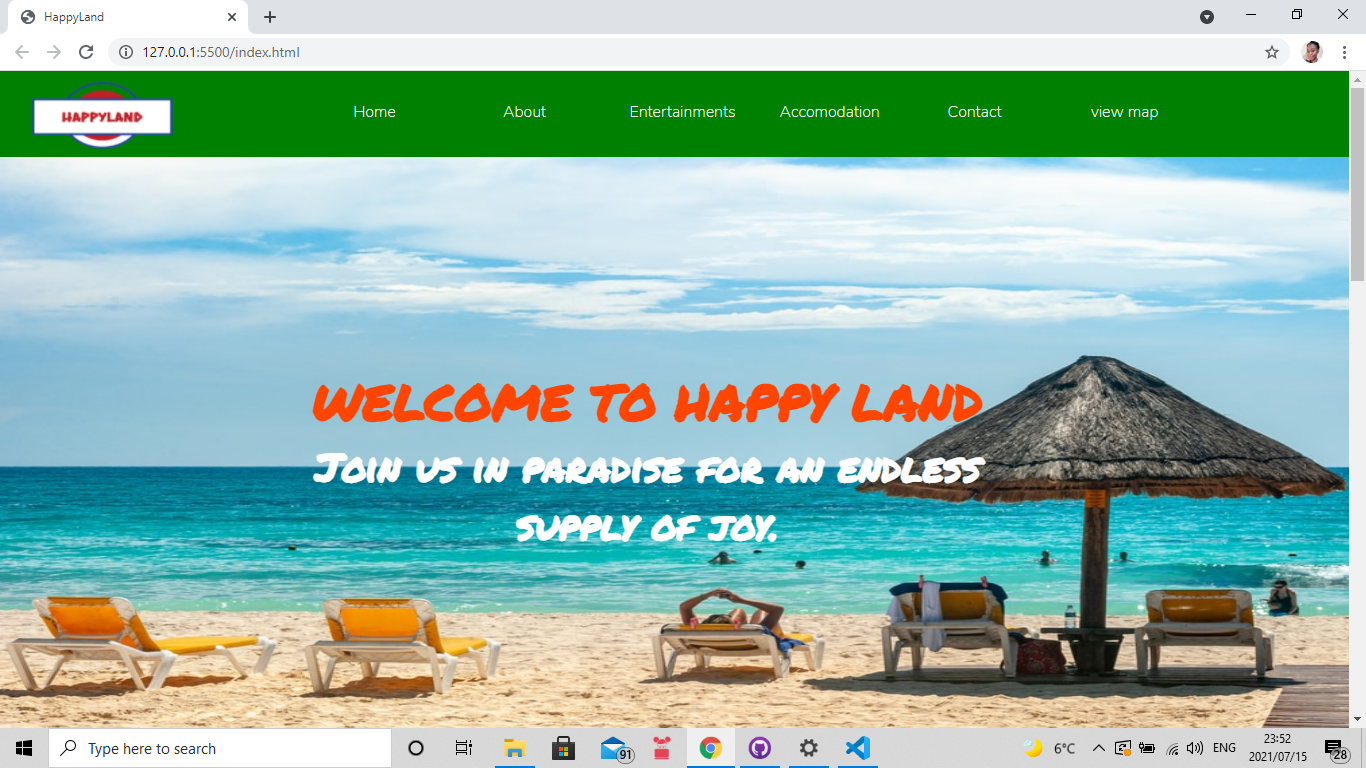 HappyLand
127.0.0.1:5500/index.html
HAPPYLAND
Home About Entertainments Accomodation Contact view map
WELCOME TO HAPPY LAND
JOIN US IN PARADISE FOR AN ENDLESS
SUPPLY OF JOY.
Type here to search
91
6°C
ENG
23:52
2021/07/15
28